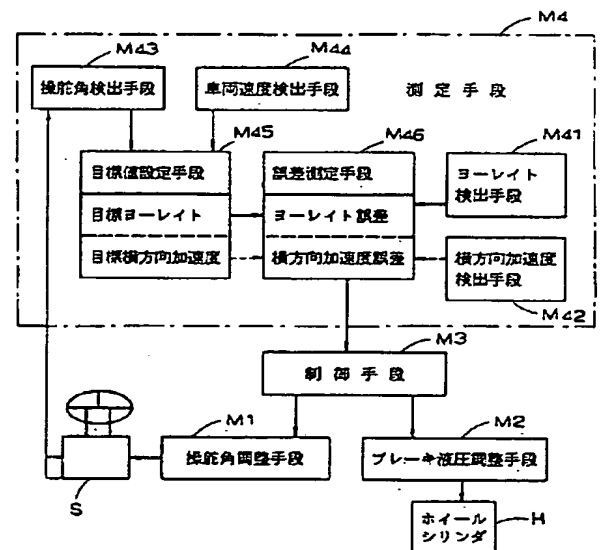 M4
M43
M44
操舵角検出手段
車両速度検出手段
測定手段
M45
M46
M41
目標値設定手段
誤差測定手段
ヨーレイト
検出手段
目標ヨーレイト
ヨーレイト誤差
目標横方向加速度
横方向加速度誤差
横方向加速度
検出手段
M42
M3
制御手段
M1
M2
操舵角調整手段
ブレーキ液圧調整手段
S
ホイール
シリンダ
H